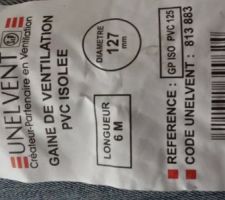 UNELVENT
Créateur-Partenaire en Ventilation
GAINE DE VENTILATION
PVC ISOLEE
DIAMETRE
127
mm
LONGUEUR
6 M
REFERENCE : GP ISO PVC 125
CODE UNELVENT : 813 883